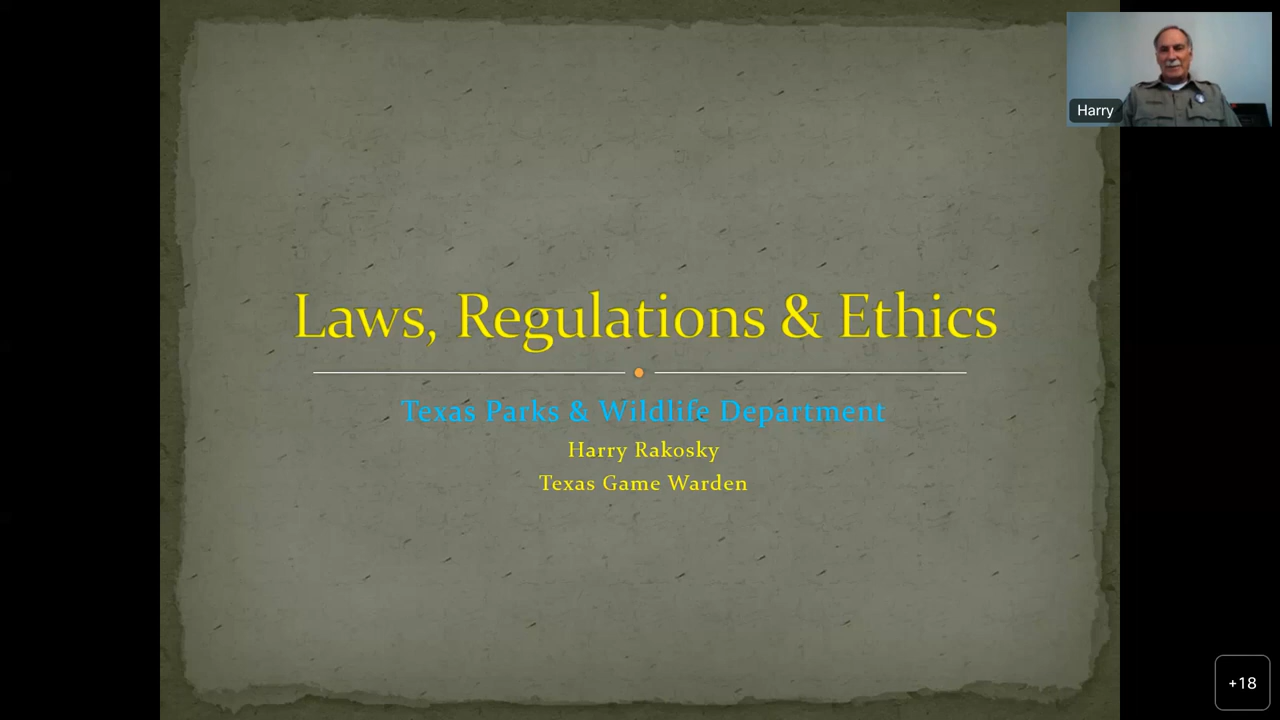 Harry
Laws, Regulations & Ethics
Texas Parks & Wildlife Department
Harry Rakosky
Texas Game Warden
+18